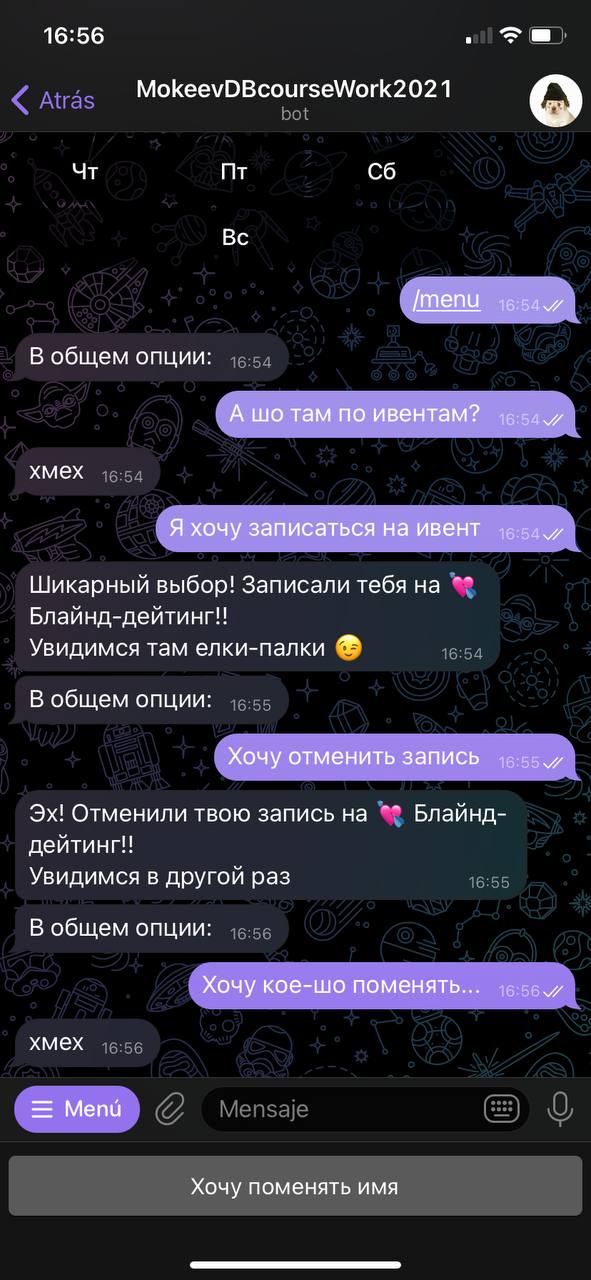 16:56
Atrás
MokeevDBcourseWork2021
bot
Чт Пт Сб
Вс
/menu 16:54
В общем опции: 16:54
А шо там по ивентам? 16:54
хмех 16:54
Я хочу записаться на ивент 16:54
Шикарный выбор! Записали тебя на 💘
Блайнд-дейтинг!!
Увидимся там елки-палки 😉 16:54
В общем опции: 16:55
Хочу отменить запись 16:55
Эх! Отменили твою запись на 💘 Блайнд-
дейтинг!!
Увидимся в другой раз 16:55
В общем опции: 16:56
Хочу кое-шо поменять... 16:56
хмех 16:56
Menú
Mensaje
Хочу поменять имя